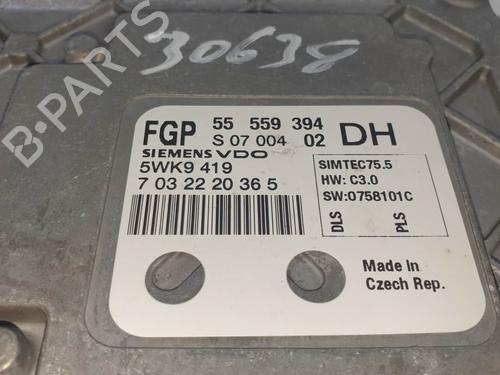 B-PARTS
30638
FGP 55 559 394 DH
S 07 004 02
SIEMENS VDO
5WK9 419
7 03 22 20 36 5
SIMTEC75.5
HW: C3.0
SW:0758101C
DLS
PLS
Made In
Czech Rep.